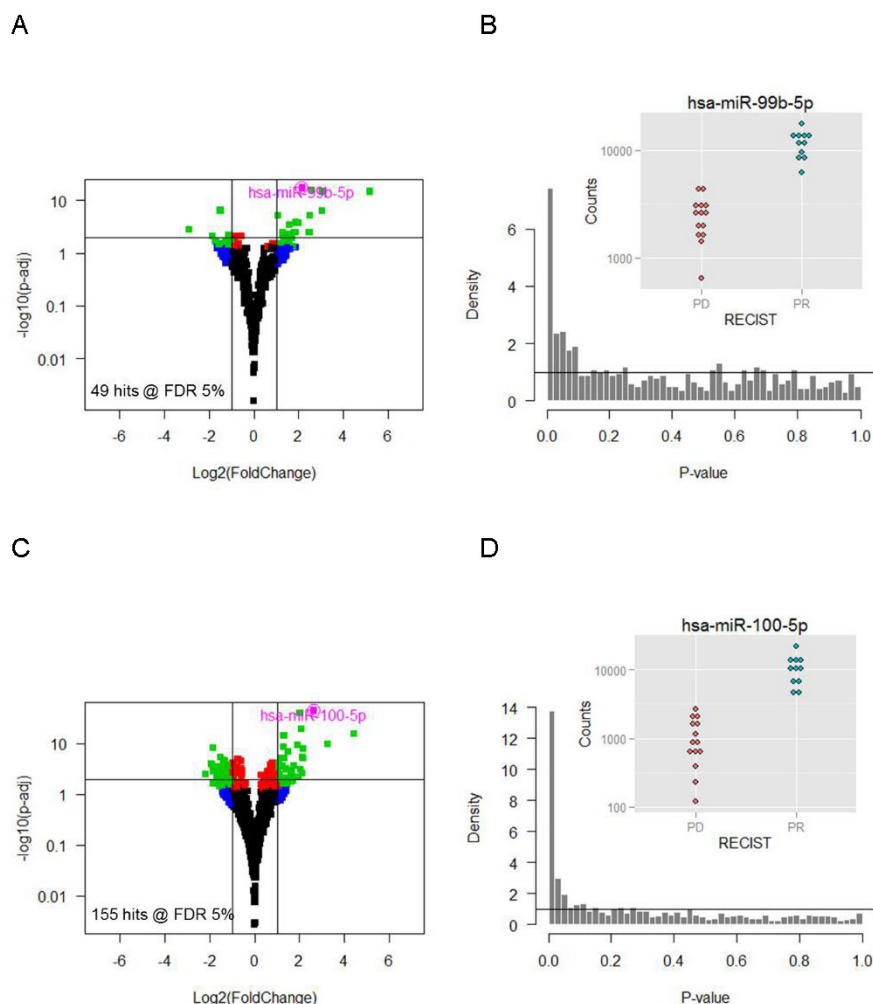 A
B
hsa-miR-99b-5p
10
1
0.1
0.01
-log10(p-adj)
49 hits @ FDR 5%
-6 -4 -2 0 2 4 6
Log2(FoldChange)
hsa-miR-99b-5p
10000
1000
Counts
PD PR
RECIST
6
4
2
0
Density
0.0 0.2 0.4 0.6 0.8 1.0
P-value
C
D
hsa-miR-100-5p
10
1
0.1
0.01
-log10(p-adj)
155 hits @ FDR 5%
-6 -4 -2 0 2 4 6
Log2(FoldChange)
hsa-miR-100-5p
10000
1000
100
Counts
PD PR
RECIST
14
12
10
8
6
4
2
0
Density
0.0 0.2 0.4 0.6 0.8 1.0
P-value